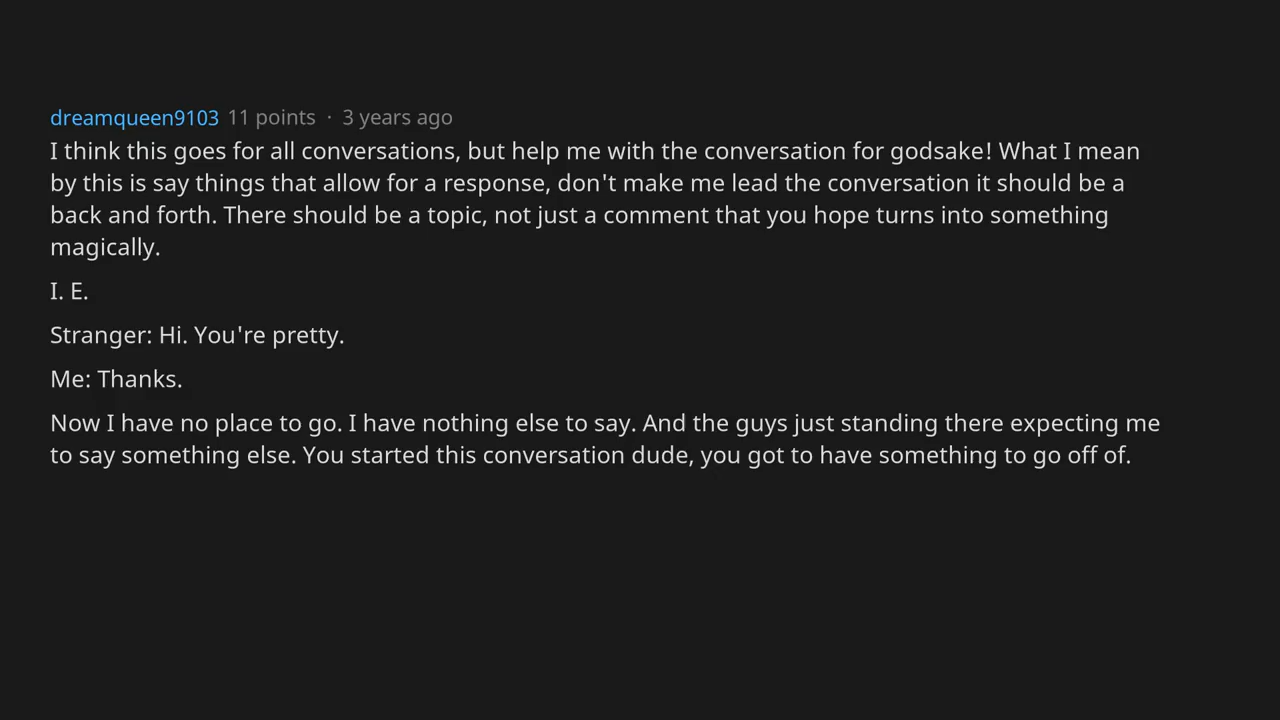 dreamqueen9103 11 points · 3 years ago
I think this goes for all conversations, but help me with the conversation for godsake! What I mean
by this is say things that allow for a response, don't make me lead the conversation it should be a
back and forth. There should be a topic, not just a comment that you hope turns into something
magically.
I. E.
Stranger: Hi. You're pretty.
Me: Thanks.
Now I have no place to go. I have nothing else to say. And the guys just standing there expecting me
to say something else. You started this conversation dude, you got to have something to go off of.